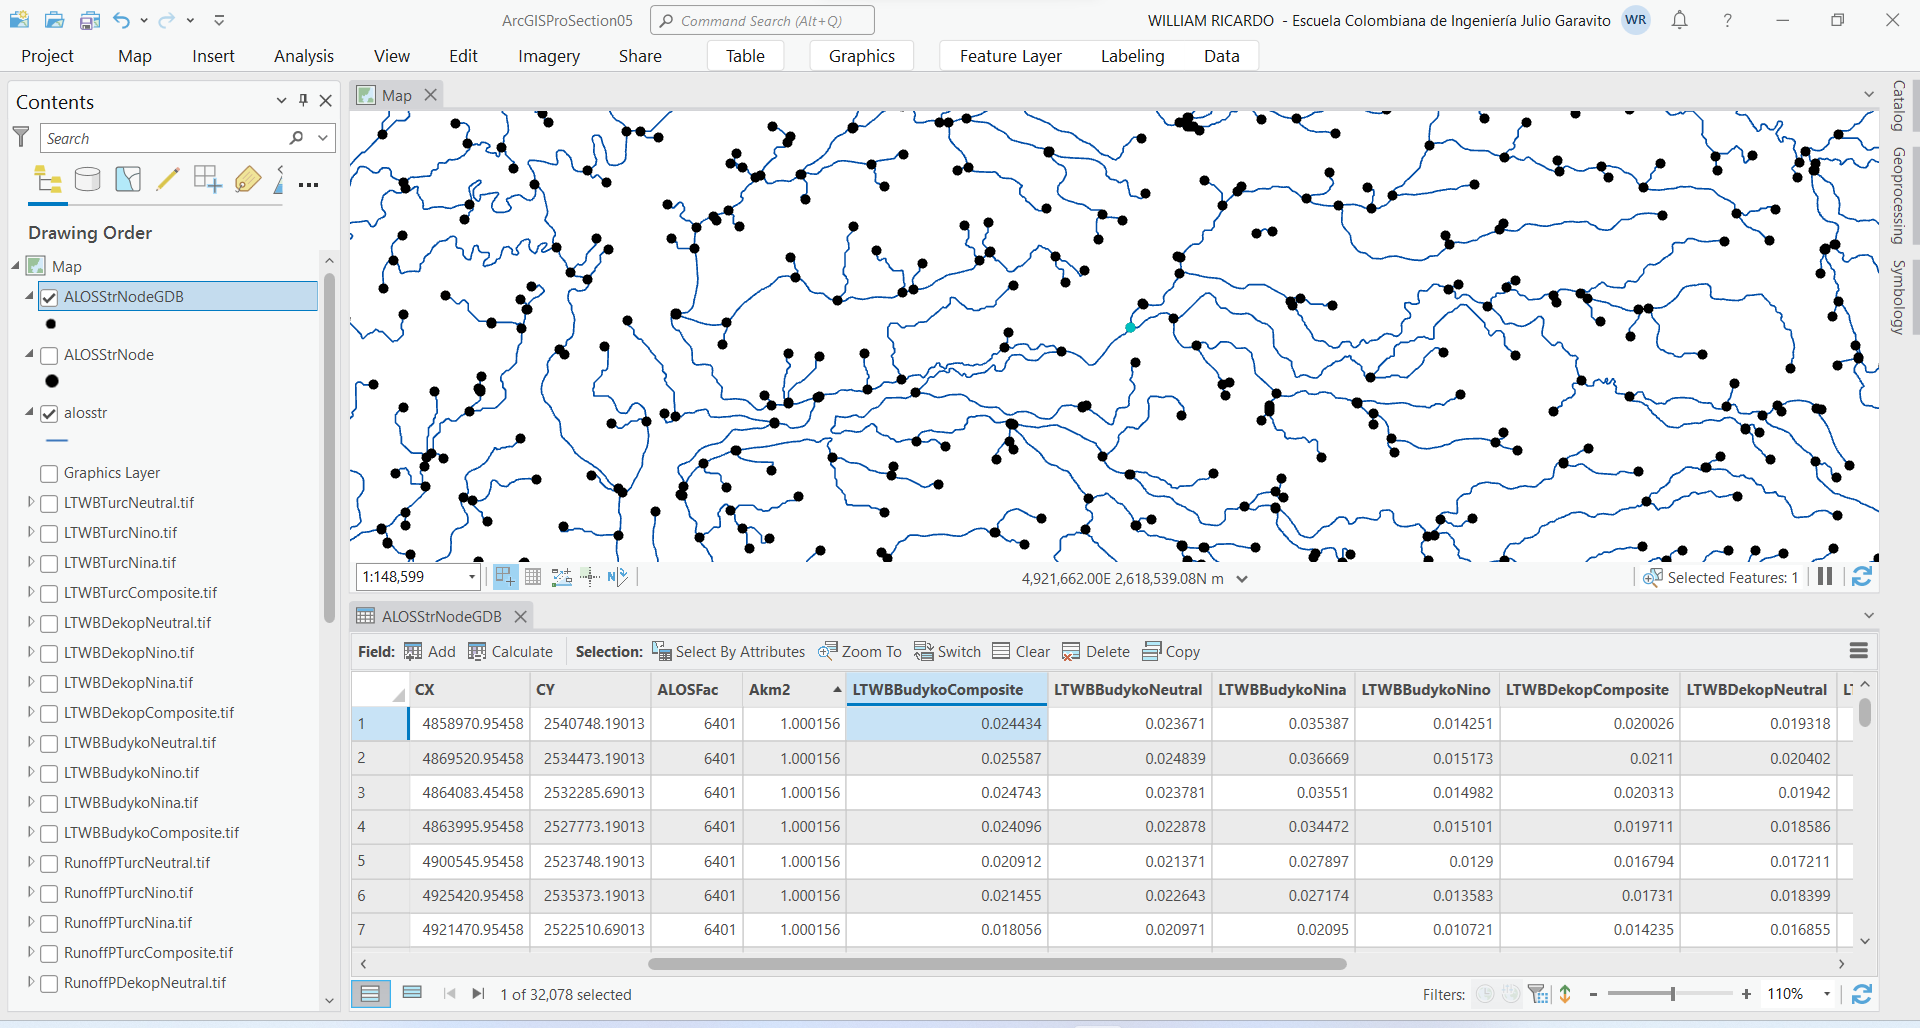 ArcGISProSection05
Command Search (Alt+Q)
WILLIAM RICARDO - Escuela Colombiana de Ingeniería Julio Garavito
WR
?
Project Map Insert Analysis View Edit Imagery Share Table Graphics Feature Layer Labeling Data
Contents
Search
Drawing Order
Map
ALOSStrNodeGDB
ALOSStrNode
alosstr
Graphics Layer
LTWBTurcNeutral.tif
LTWBTurcNino.tif
LTWBTurcNina.tif
LTWBTurcComposite.tif
LTWBDekopNeutral.tif
LTWBDekopNino.tif
LTWBDekopNina.tif
LTWBDekopComposite.tif
LTWBBudykoNeutral.tif
LTWBBudykoNino.tif
LTWBBudykoNina.tif
LTWBBudykoComposite.tif
RunoffPTurcNeutral.tif
RunoffPTurcNino.tif
RunoffPTurcNina.tif
RunoffPTurcComposite.tif
RunoffPDekopNeutral.tif
Map
Catalog
Geoprocessing
Symbology
1:148,599
N
4,921,662.00E 2,618,539.08N m
Selected Features: 1
ALOSStrNodeGDB
Field: Add Calculate Selection: Select By Attributes Zoom To Switch Clear Delete Copy
CX CY ALOSFac Akm2 LTWBBudykoComposite LTWBBudykoNeutral LTWBBudykoNina LTWBBudykoNino LTWBDekopComposite LTWBDekopNeutral
1 4858970.95458 2540748.19013 6401 1.000156 0.024434 0.023671 0.035387 0.014251 0.020026 0.019318
2 4869520.95458 2534473.19013 6401 1.000156 0.025587 0.024839 0.036669 0.015173 0.0211 0.020402
3 4864083.45458 2532285.69013 6401 1.000156 0.024743 0.023781 0.03551 0.014982 0.020313 0.01942
4 4863995.95458 2527773.19013 6401 1.000156 0.024096 0.022878 0.034472 0.015101 0.019711 0.018586
5 4900545.95458 2523748.19013 6401 1.000156 0.020912 0.021371 0.027897 0.0129 0.016794 0.017211
6 4925420.95458 2535373.19013 6401 1.000156 0.021455 0.022643 0.027174 0.013583 0.01731 0.018399
7 4921470.95458 2522510.69013 6401 1.000156 0.018056 0.020971 0.02095 0.010721 0.014235 0.016855
1 of 32,078 selected
Filters:
110%